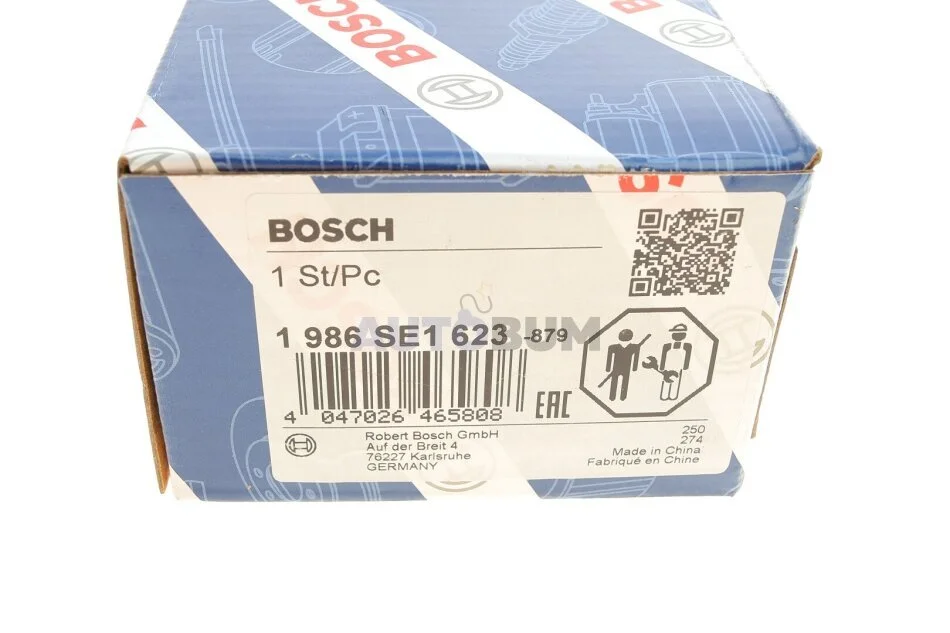 BOSCH
BOSCH
1 St/Pc
1 986 SE1 623 -879
AUTOBUM
4 047026 465808
EAC
Robert Bosch GmbH
Auf der Breit 4
76227 Karlsruhe
GERMANY
250
274
Made in China
Fabriqué en Chine